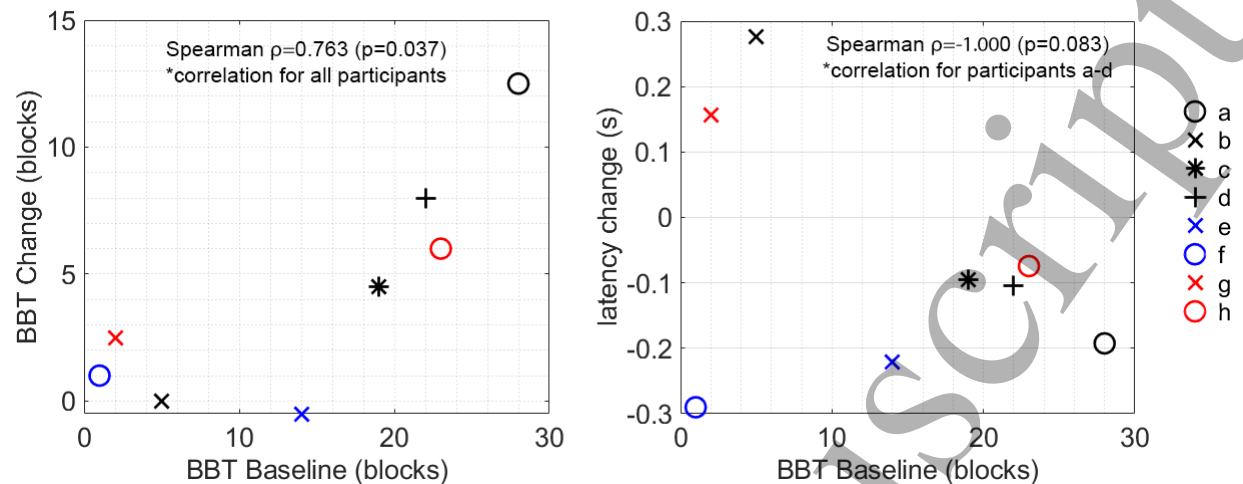 15
10
5
0
BBT Change (blocks)
Spearman ρ=0.763 (p=0.037)
*correlation for all participants
0
10
20
30
BBT Baseline (blocks)
0.3
0.2
0.1
0
-0.1
-0.2
-0.3
latency change (s)
Spearman ρ=-1.000 (p=0.083)
*correlation for participants a-d
0
10
20
30
BBT Baseline (blocks)
a
b
c
d
e
f
g
h
script